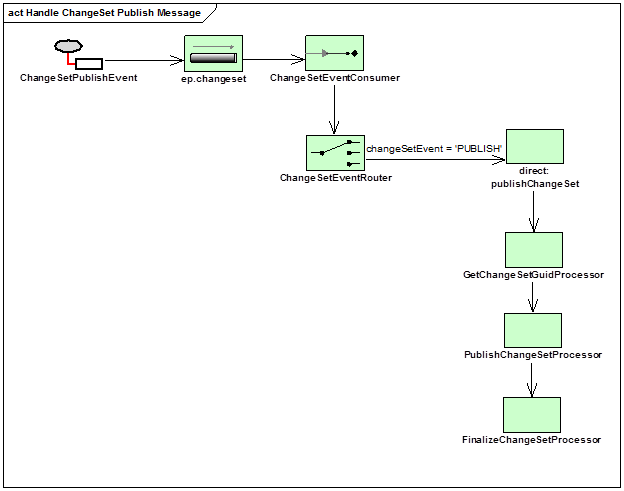 act Handle ChangeSet Publish Message
ChangeSetPublishEvent
ep.changeset
ChangeSetEventConsumer
ChangeSetEventRouter
changeSetEvent = 'PUBLISH'
direct:
publishChangeSet
GetChangeSetGuidProcessor
PublishChangeSetProcessor
FinalizeChangeSetProcessor